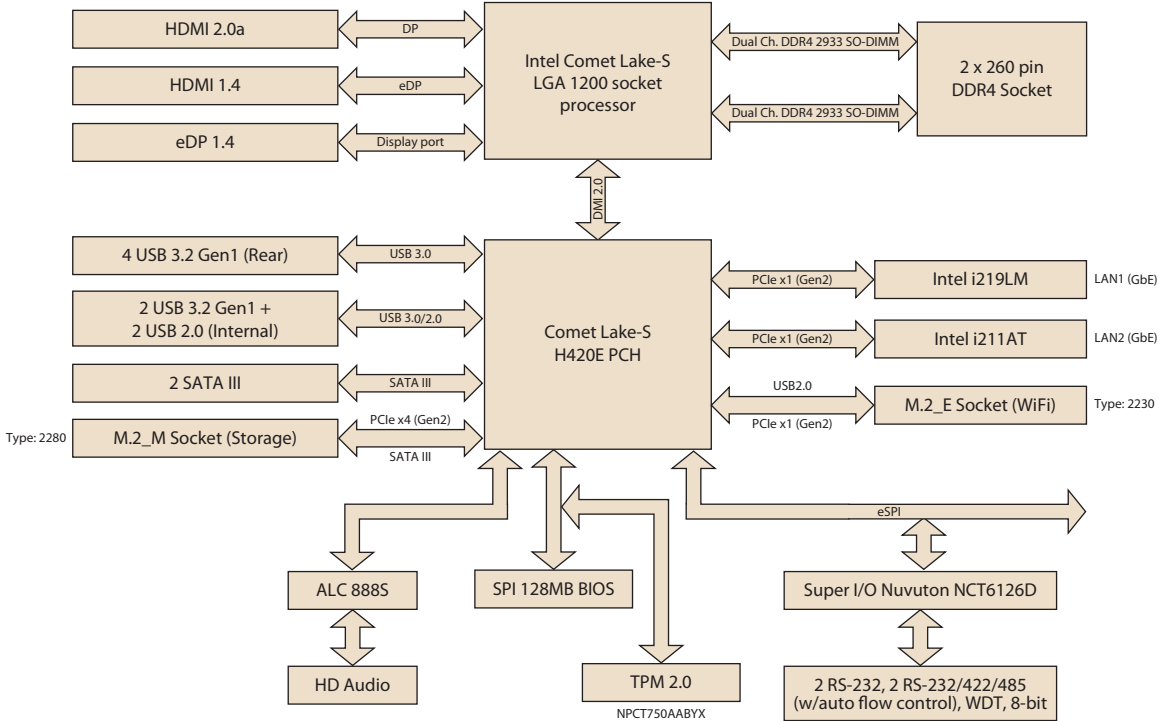 HDMI 2.0a
DP
HDMI 1.4
eDP
eDP 1.4
Display port
Intel Comet Lake-S
LGA 1200 socket
processor
Dual Ch. DDR4 2933 SO-DIMM
Dual Ch. DDR4 2933 SO-DIMM
2 x 260 pin
DDR4 Socket
DMI 2.0
4 USB 3.2 Gen1 (Rear)
USB 3.0
2 USB 3.2 Gen1 +
2 USB 2.0 (Internal)
USB 3.0/2.0
2 SATA III
SATA III
Type: 2280
M.2_M Socket (Storage)
PCIe x4 (Gen2)
SATA III
Comet Lake-S
H420E PCH
PCIe x1 (Gen2)
Intel i219LM
LAN1 (GbE)
PCIe x1 (Gen2)
Intel i211AT
LAN2 (GbE)
USB2.0
PCIe x1 (Gen2)
M.2_E Socket (WiFi)
Type: 2230
eSPI
ALC 888S
HD Audio
SPI 128MB BIOS
TPM 2.0
NPCT750AABYX
Super I/O Nuvuton NCT6126D
2 RS-232, 2 RS-232/422/485
(w/auto flow control), WDT, 8-bit